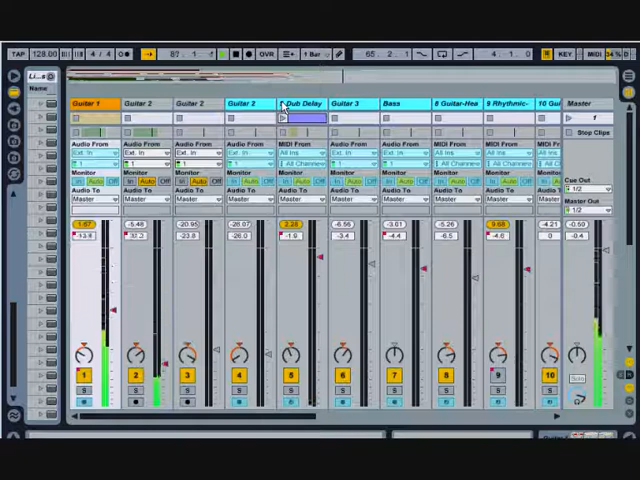 TAP 128.00 4 / 4 87. 1. 1 OVR 1 Bar 65. 2. 1 4. 1. 0 KEY MIDI 34 %
Name
Guitar 1 Guitar 2 Guitar 2 Guitar 2 Dub Delay Guitar 3 Bass 8 Guitar-Hea 9 Rhythmic- 10 Gui Master
1
Stop Clips
Audio From Audio From Audio From Audio From MIDI From Audio From Audio From MIDI From MIDI From MIDI
Ext. In Ext. In Ext. In Ext. In All Ins Ext. In Ext. In All Ins All Ins All In
1 1 1 1 All Channels 1 1 All Channels All Channels All
Monitor Monitor Monitor Monitor Monitor Monitor Monitor Monitor Monitor Monit
In Auto Off In Auto Off In Auto Off In Auto Off In Auto Off In Auto Off In Auto Off In Auto Off In Auto Off In
Cue Out
1/2
Audio To Audio To Audio To Audio To Audio To Audio To Audio To Audio To Audio To Audio
Master Master Master Master Master Master Master Master Master Mast
Master Out
1/2
1.67 -5.48 -20.95 -26.07 2.28 -6.56 -3.01 -5.26 9.68 -4.21 -0.50
-13.8 32.3 -23.8 -26.0 -1.9 -3.4 -4.4 -6.5 -4.6 0 -0.4
1 2 3 4 5 6 7 8 9 10
Solo
S S S S S S S S S S